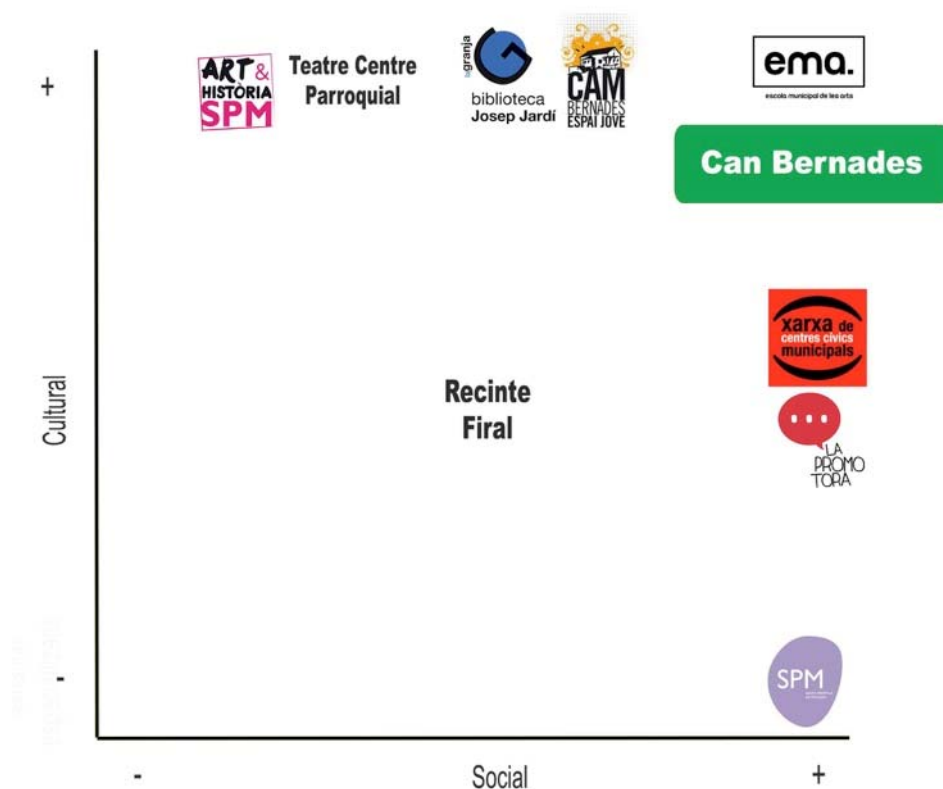 +
ART &
HISTÒRIA
SPM
Teatre Centre
Parroquial
lagranja
biblioteca
Josep Jardí
CAM
BERNADES
ESPAI JOVE
ema.
escola municipal de les arts
Can Bernades
xarxa de
centres cívics
municipals
Cultural
Recinte
Firal
LA
PROMO
TORA
SPM
-
-
Social
+